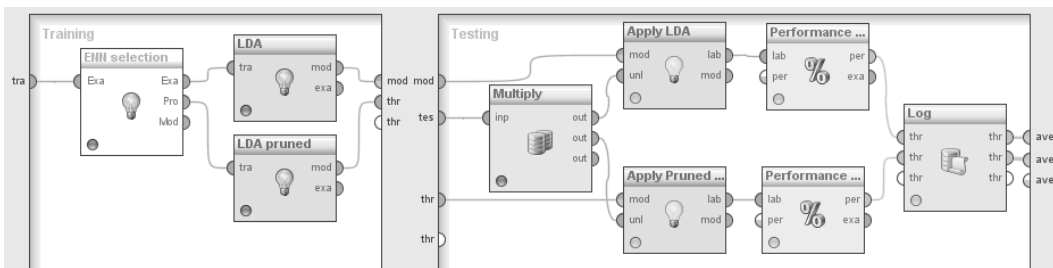 Training
ENN selection
tra
Exa
Exa
Pro
Mod
LDA
tra
mod
exa
LDA pruned
tra
mod
exa
mod
thr
thr
Testing
mod
tes
thr
thr
Multiply
inp
out
out
out
Apply LDA
mod
lab
unl
mod
Performance ...
lab
per
per
exa
%
Apply Pruned ...
mod
lab
unl
mod
Performance ...
lab
per
per
exa
%
Log
thr
thr
thr
thr
thr
thr
ave
ave
ave